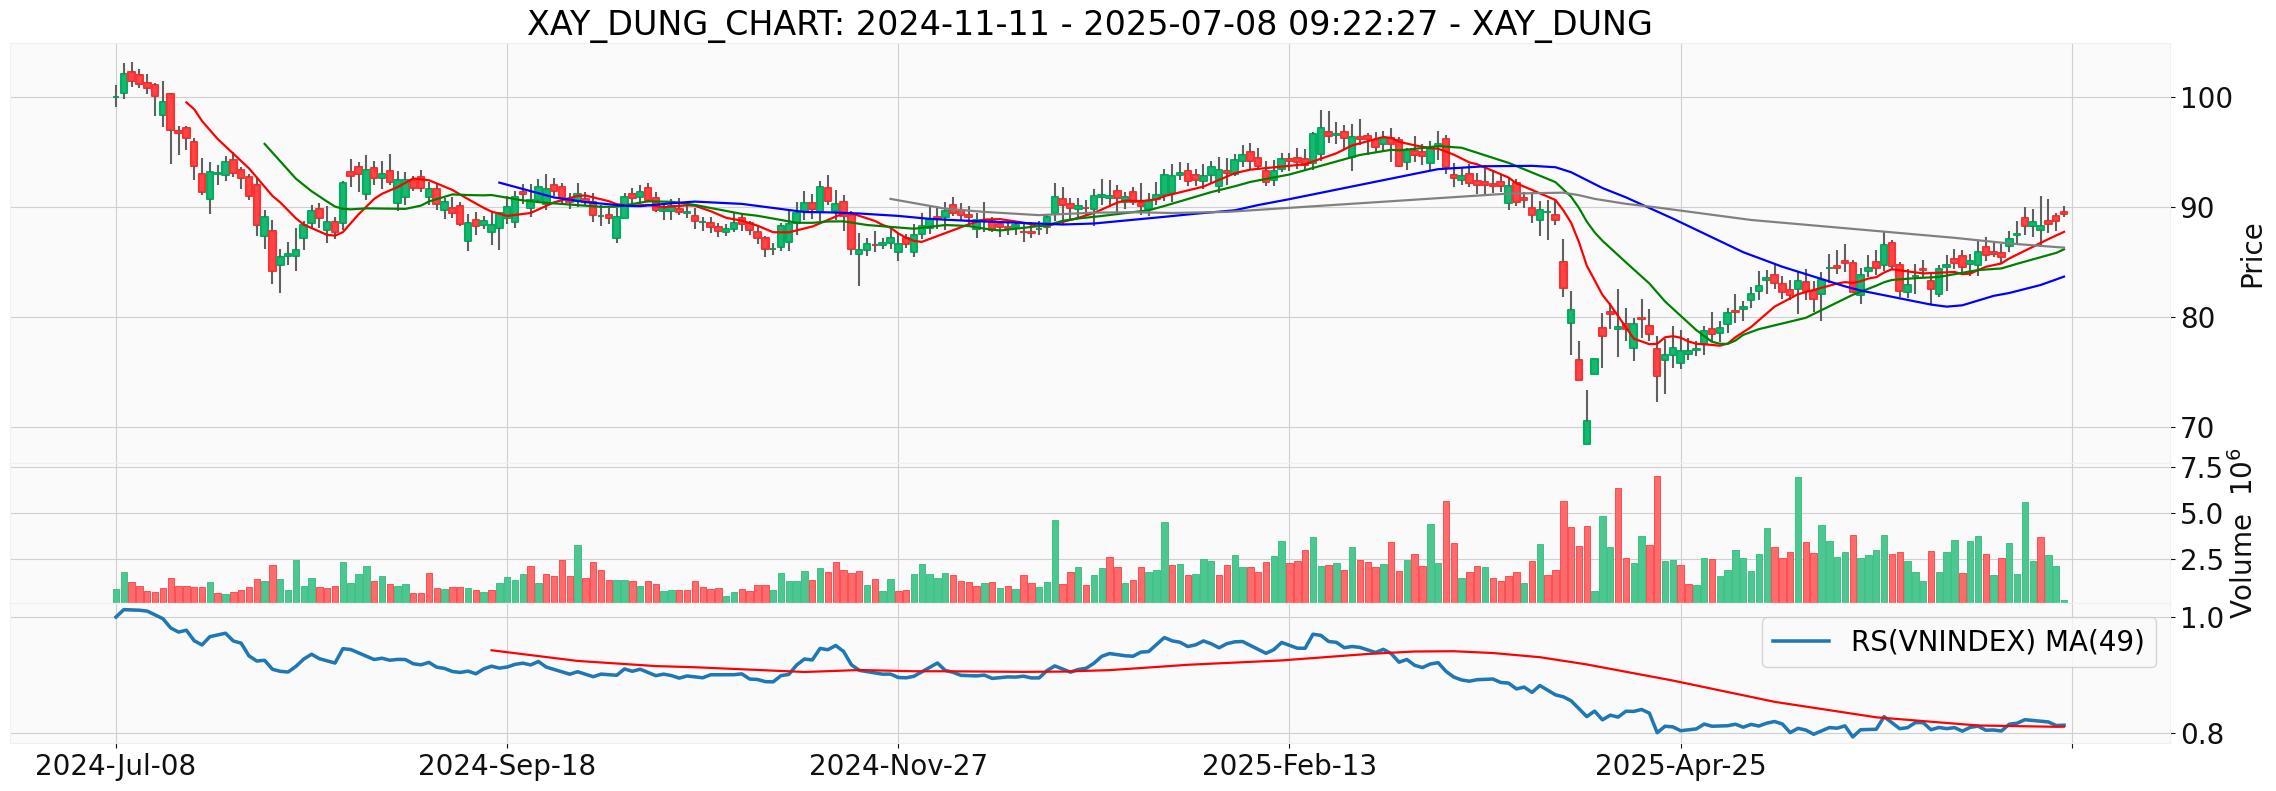 XAY_DUNG_CHART: 2024-11-11 - 2025-07-08 09:22:27 - XAY_DUNG
100
90
80
70
Price
7.5
5.0
2.5
Volume 10⁶
1.0
0.8
RS(VNINDEX) MA(49)
2024-Jul-08
2024-Sep-18
2024-Nov-27
2025-Feb-13
2025-Apr-25